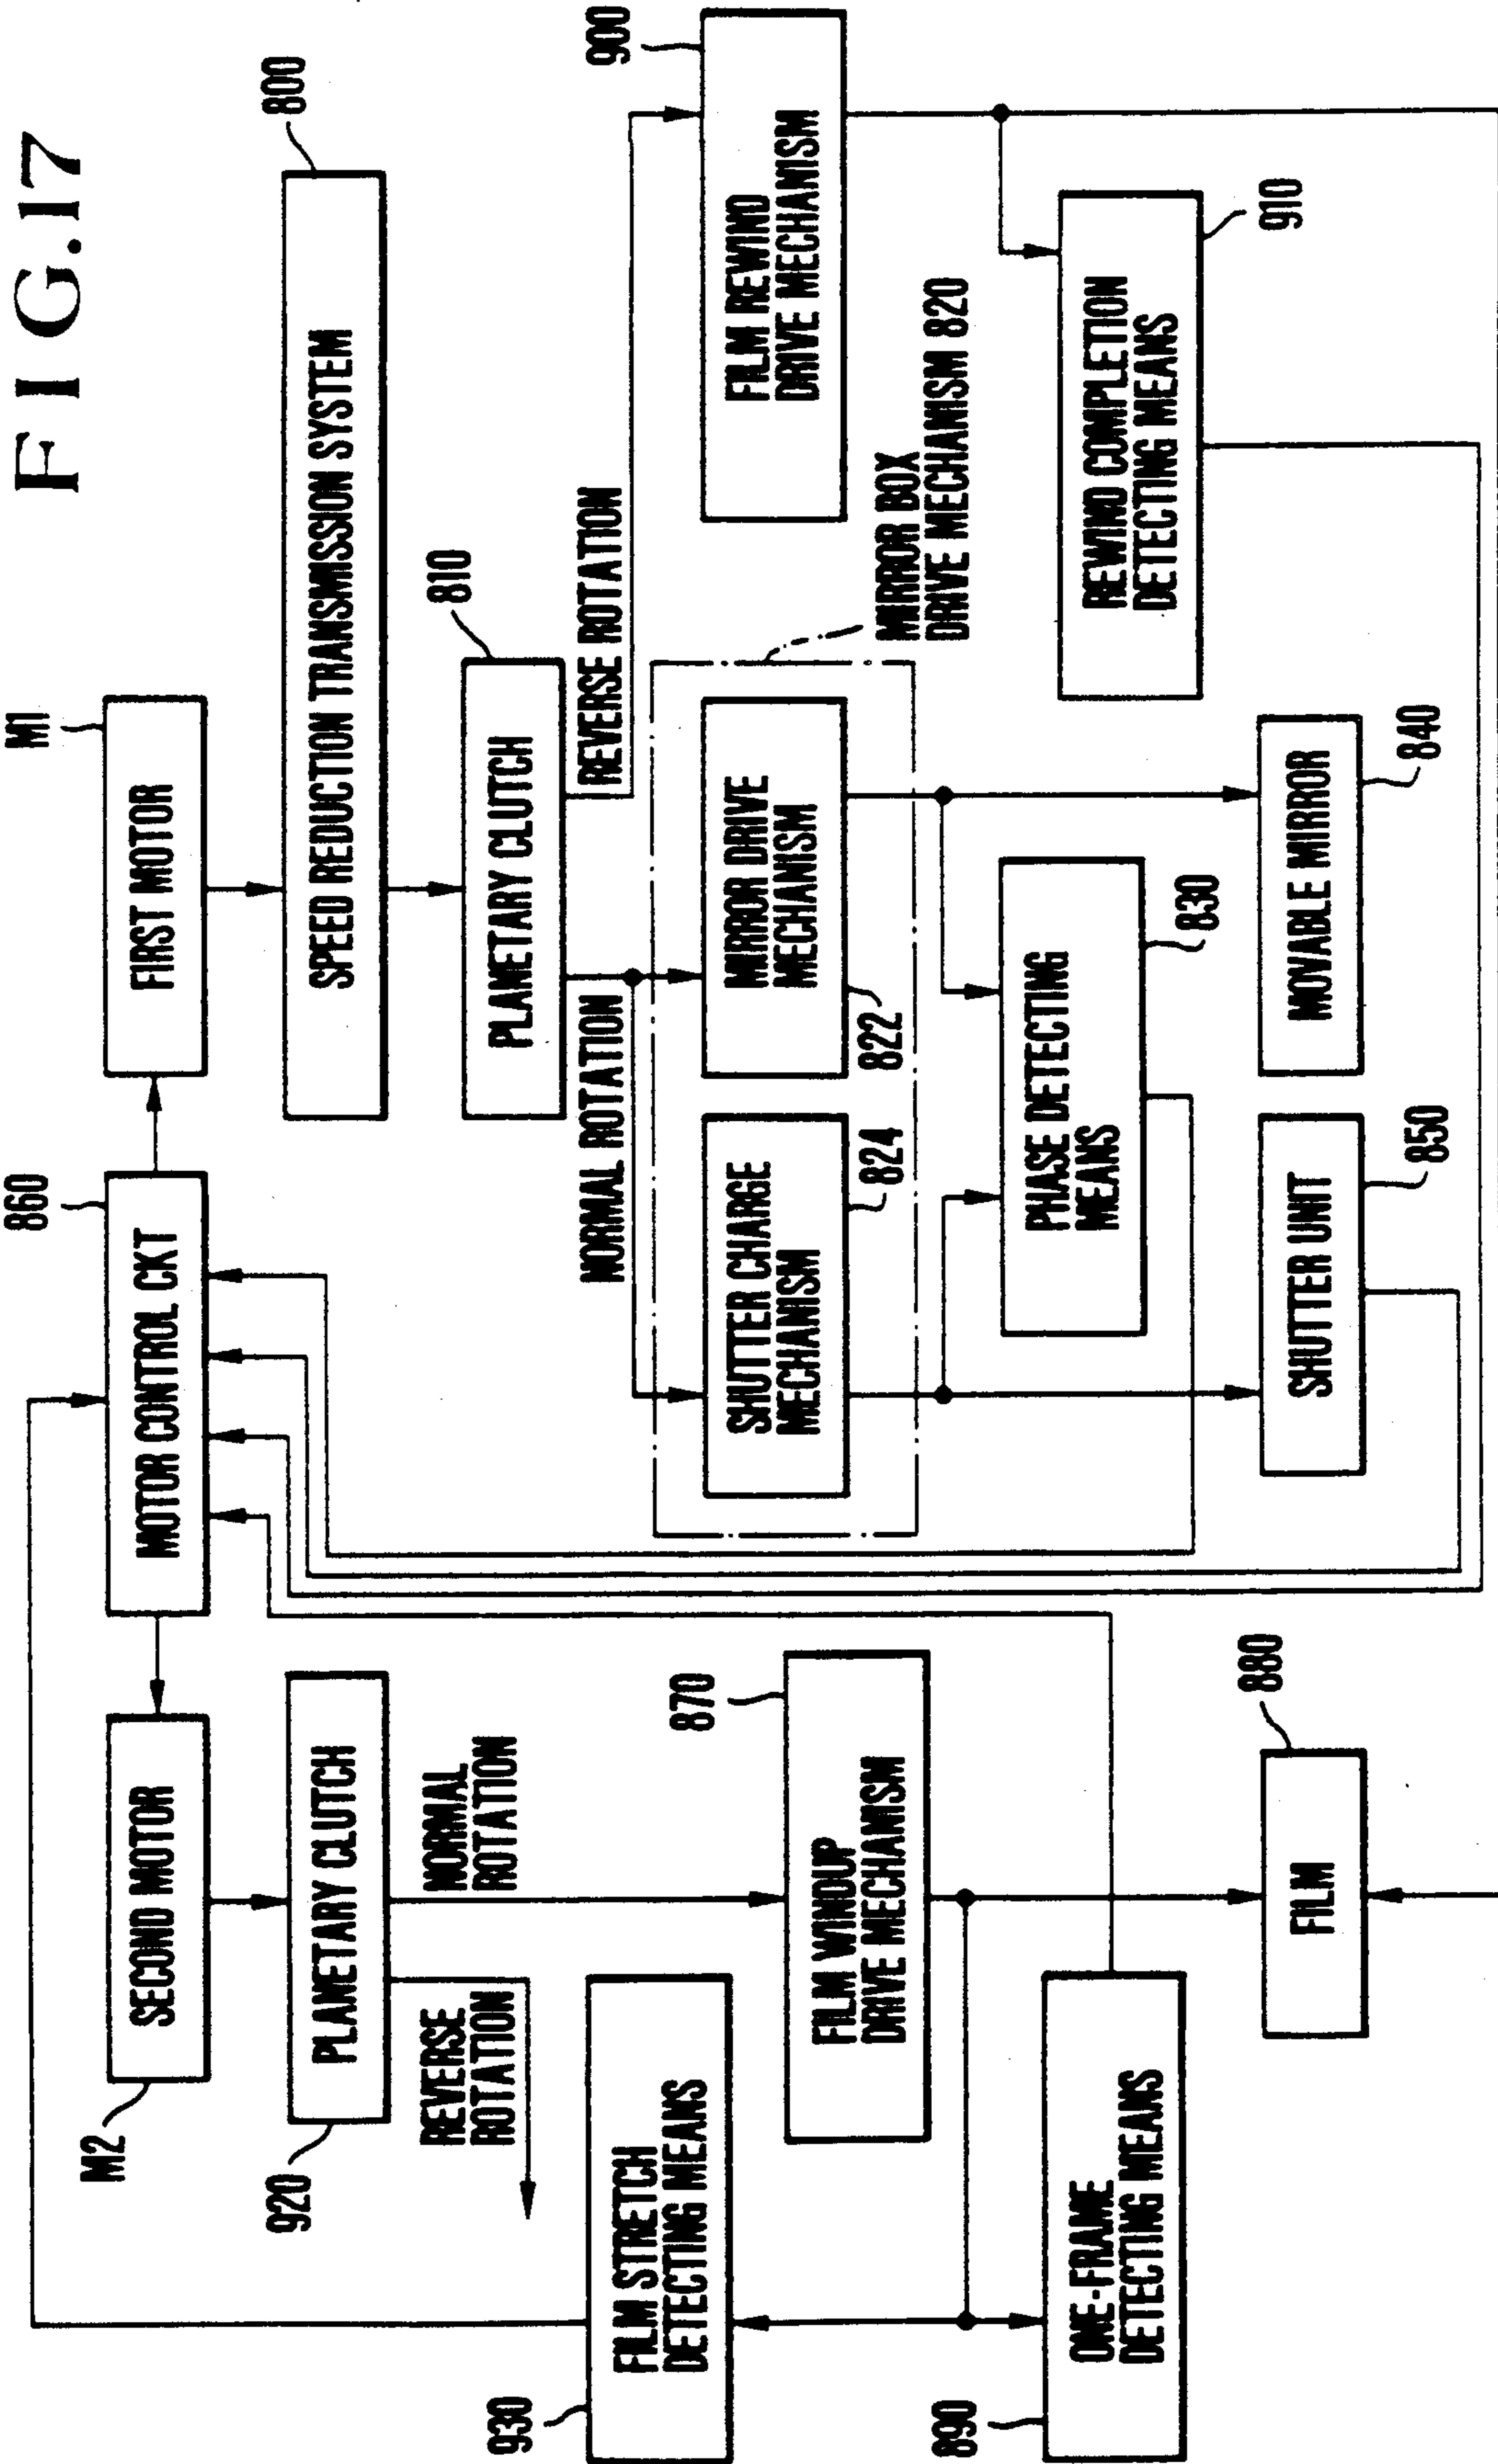 FIG.17
M1
FIRST MOTOR
860
MOTOR CONTROL CKT
SECOND MOTOR
M2
800
SPEED REDUCTION TRANSMISSION SYSTEM
PLANETARY CLUTCH
920
810
PLANETARY CLUTCH
NORMAL
ROTATION
REVERSE
ROTATION
REVERSE ROTATION
NORMAL ROTATION
900
FILM REWIND
DRIVE MECHANISM
MIRROR BOX
DRIVE MECHANISM 820
MIRROR DRIVE
MECHANISM
822
SHUTTER CHARGE
MECHANISM
824
870
FILM WINDUP
DRIVE MECHANISM
FILM STRETCH
DETECTING MEANS
930
REWIND COMPLETION
DETECTING MEANS
910
PHASE DETECTING
MEANS
830
ONE-FRAME
DETECTING MEANS
890
MOVABLE MIRROR
840
SHUTTER UNIT
850
880
FILM